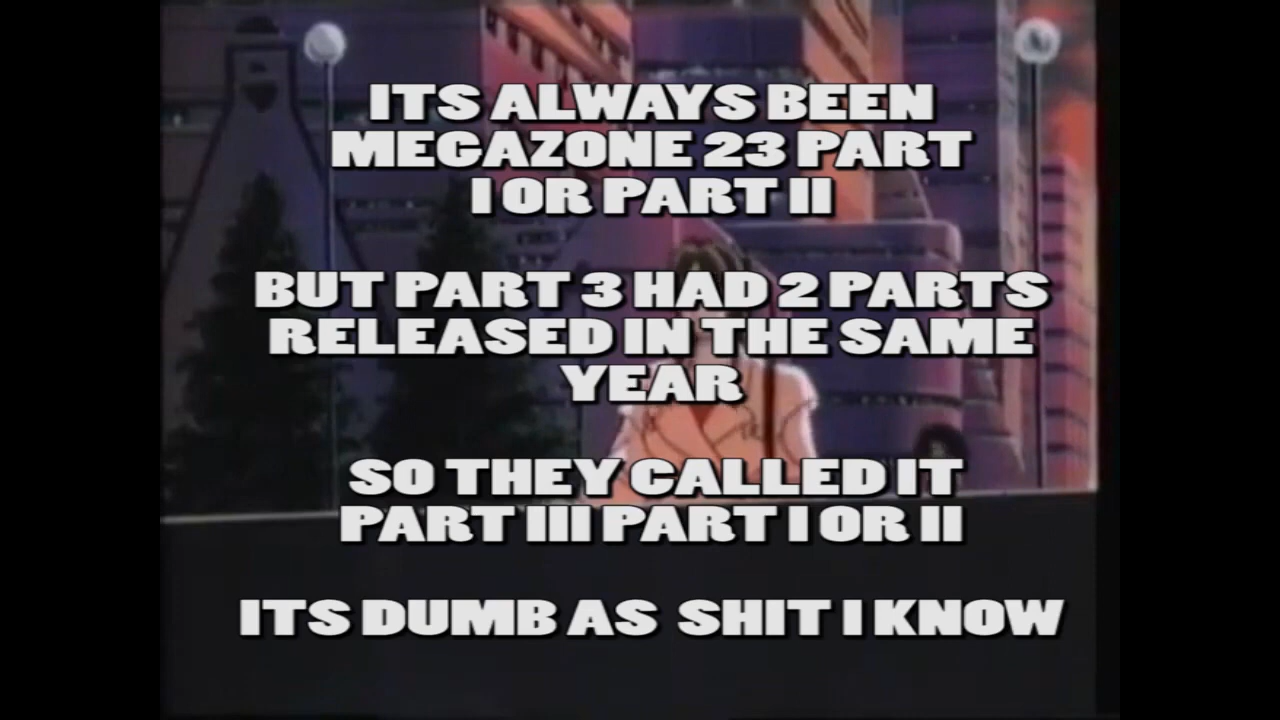 ITS ALWAYS BEEN
MEGAZONE 23 PART
I OR PART II
BUT PART 3 HAD 2 PARTS
RELEASED IN THE SAME
YEAR
SO THEY CALLED IT
PART III PART I OR II
ITS DUMB AS SHIT I KNOW